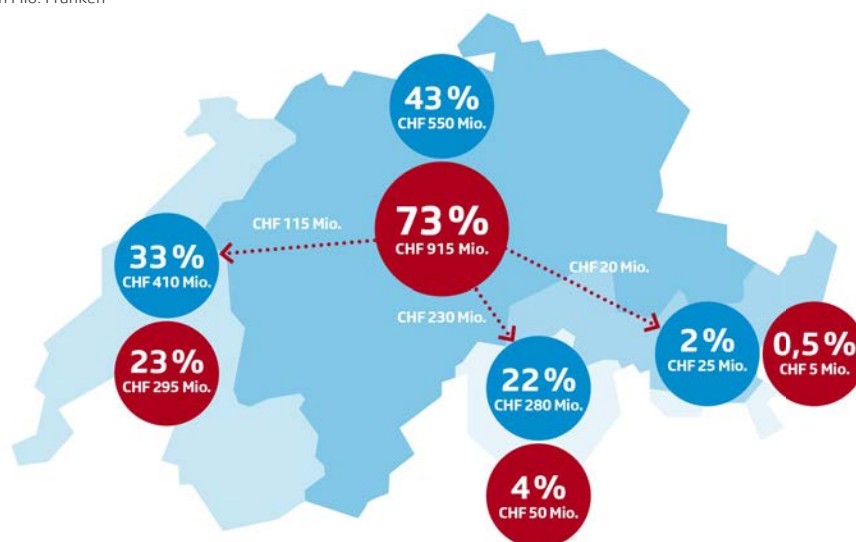 43 %
CHF 550 Mio.
73 %
CHF 915 Mio.
CHF 115 Mio.
CHF 20 Mio.
CHF 230 Mio.
33 %
CHF 410 Mio.
23 %
CHF 295 Mio.
22 %
CHF 280 Mio.
4 %
CHF 50 Mio.
2 %
CHF 25 Mio.
0,5 %
CHF 5 Mio.